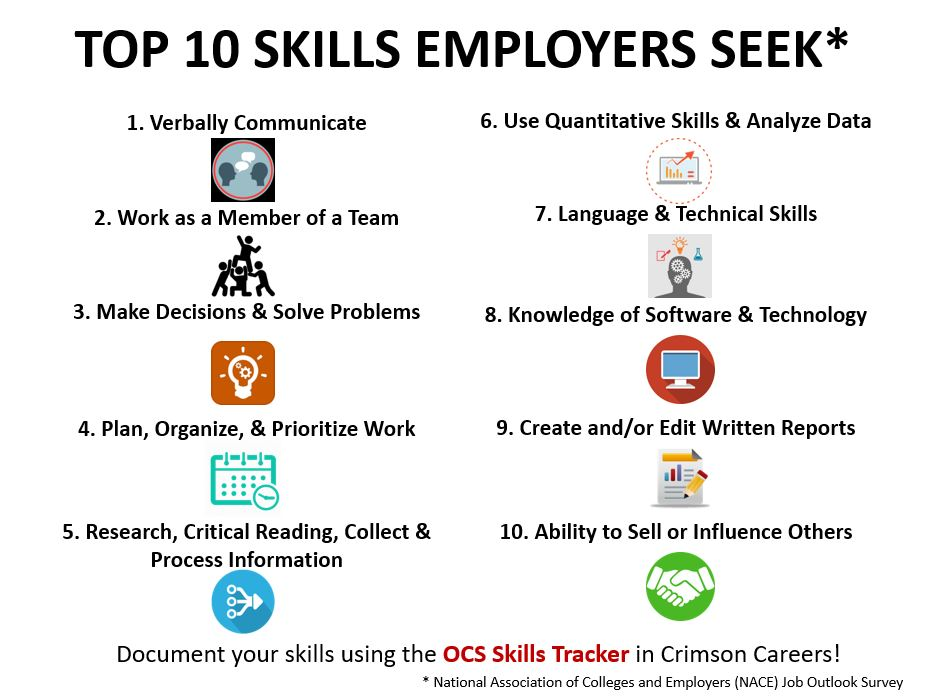 TOP 10 SKILLS EMPLOYERS SEEK*
1. Verbally Communicate
2. Work as a Member of a Team
3. Make Decisions & Solve Problems
4. Plan, Organize, & Prioritize Work
5. Research, Critical Reading, Collect &
Process Information
6. Use Quantitative Skills & Analyze Data
7. Language & Technical Skills
8. Knowledge of Software & Technology
9. Create and/or Edit Written Reports
10. Ability to Sell or Influence Others
Document your skills using the OCS Skills Tracker in Crimson Careers!
* National Association of Colleges and Employers (NACE) Job Outlook Survey